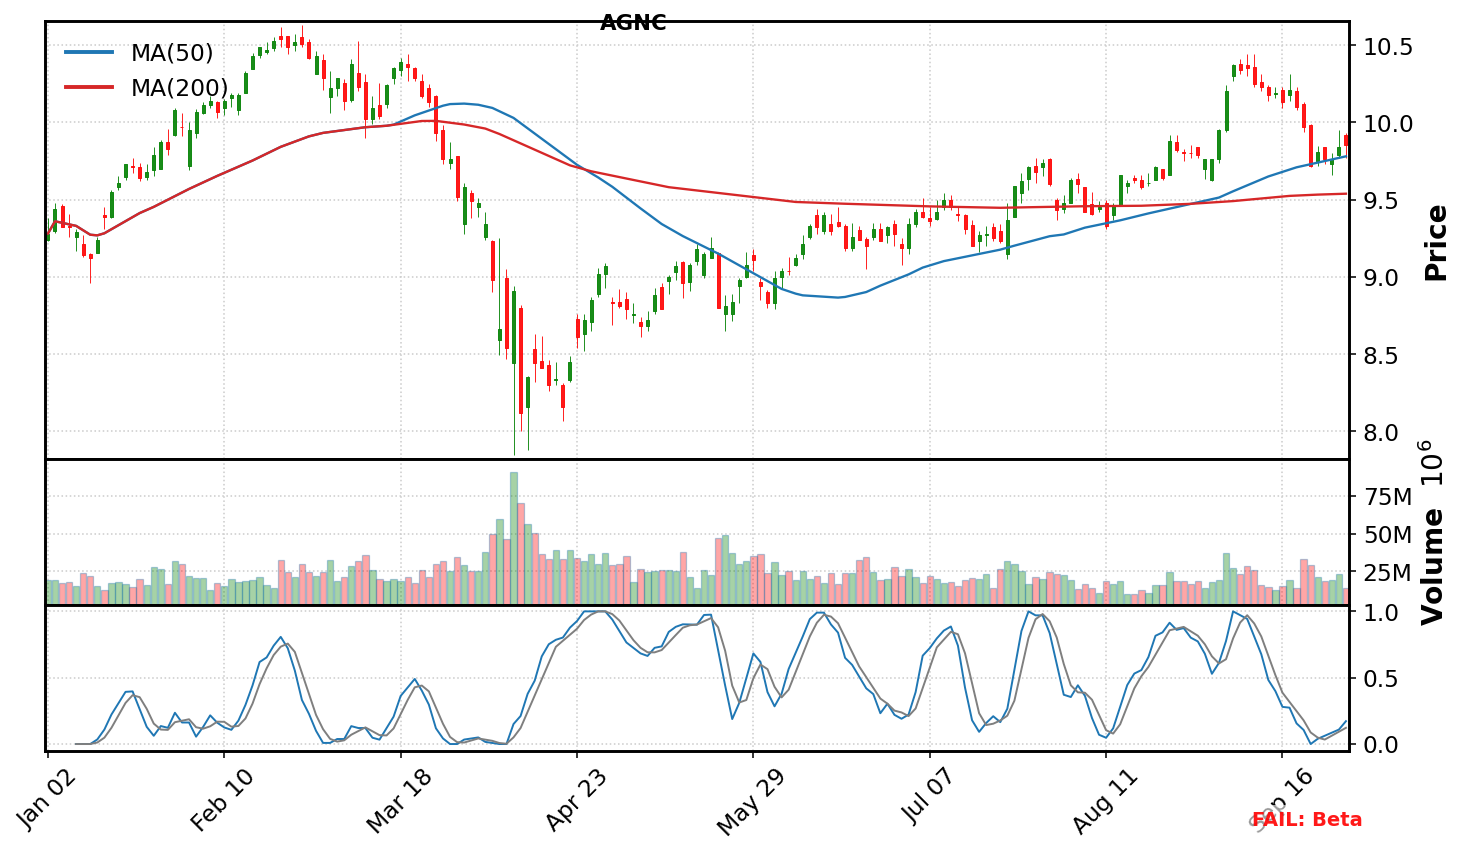 AGNC
MA(50)
MA(200)
10.5
10.0
9.5
9.0
8.5
8.0
Price
75M
50M
25M
Volume 10⁶
1.0
0.5
0.0
Jan 02
Feb 10
Mar 18
Apr 23
May 29
Jul 07
Aug 11
Sep 16
FAIL: Beta